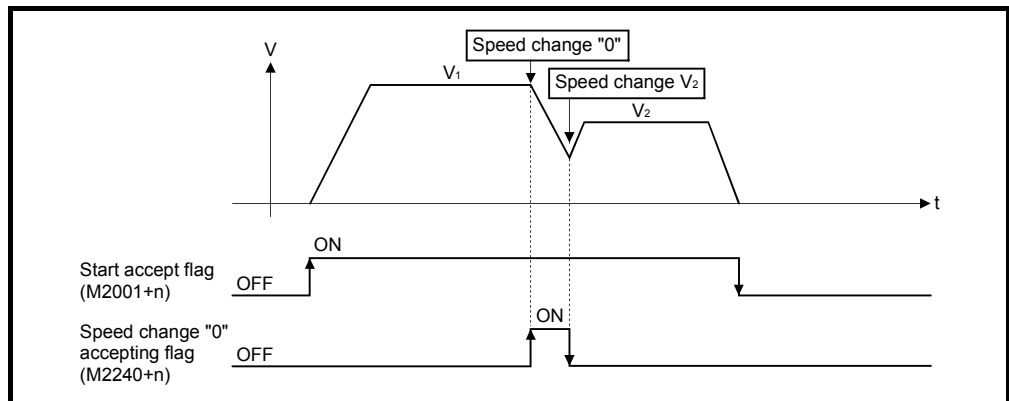 Speed change "0"
V
Speed change V2
V1
V2
t
ON
Start accept flag
(M2001+n)
OFF
ON
Speed change "0"
accepting flag
(M2240+n)
OFF